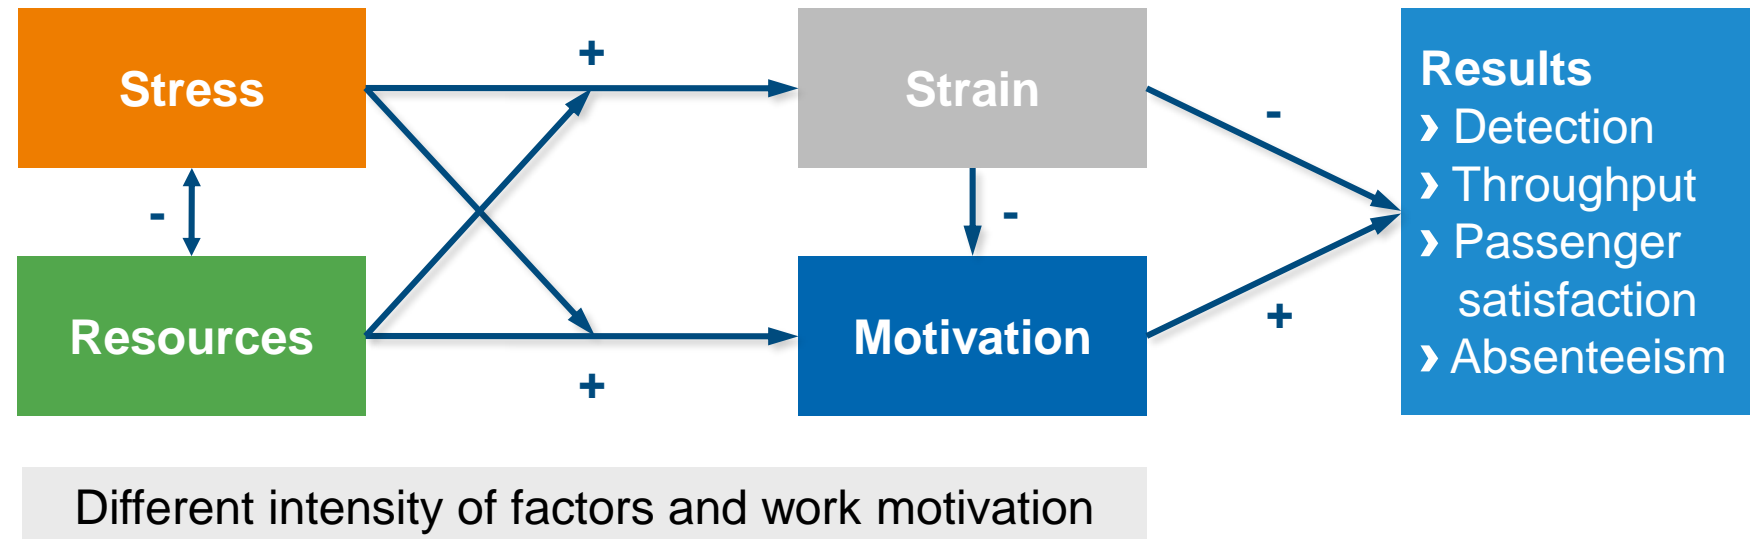 Stress
+
Strain
-
Results
› Detection
› Throughput
› Passenger
satisfaction
› Absenteeism
-
-
Resources
+
Motivation
+
Different intensity of factors and work motivation